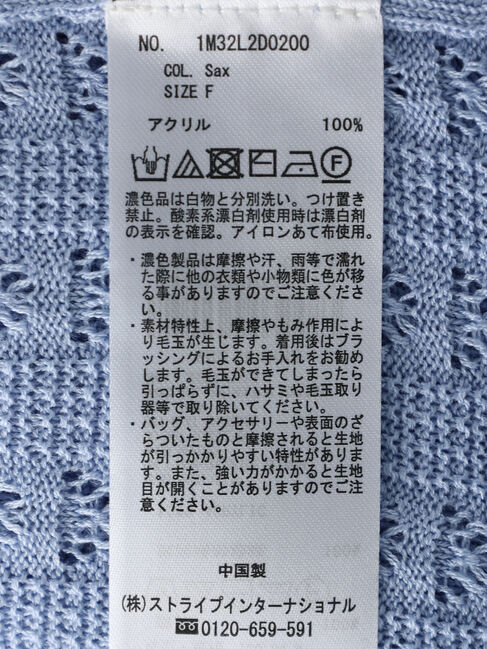 NO. 1M32L2D0200
COL. Sax
SIZE F
アクリル 100%
F
濃色品は白物と分別洗い。つけ置き
禁止。酸素系漂白剤使用時は漂白剤
の表示を確認。アイロンあて布使用。
・濃色製品は摩擦や汗、雨等で濡れ
た際に他の衣類や小物類に色が移
る事がありますのでご注意くださ
い。
・素材特性上、摩擦やもみ作用によ
り毛玉が生じます。着用後はブラ
ッシングによるお手入れをお勧め
します。毛玉ができてしまったら
引っぱらずに、ハサミや毛玉取り
器等で取り除いてください。
・バッグ、アクセサリーや表面のざ
らついたものと摩擦されると生地
が引っかかりやすい特性がありま
す。また、強い力がかかると生地
目が開くことがありますのでご注
意ください。
中国製
(株)ストライプインターナショナル
0120-659-591